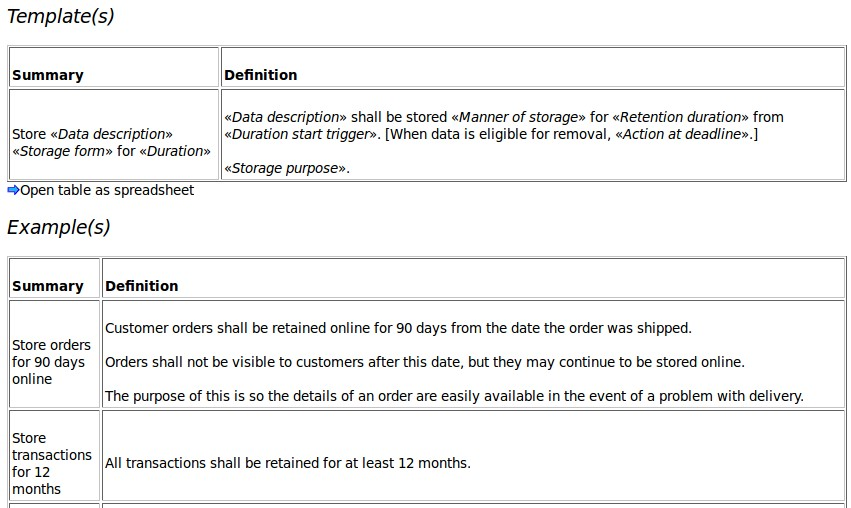 Template(s)
Summary
Definition
Store «Data description»
«Storage form» for «Duration»
«Data description» shall be stored «Manner of storage» for «Retention duration» from
«Duration start trigger». [When data is eligible for removal, «Action at deadline».]
«Storage purpose».
Open table as spreadsheet
Example(s)
Summary
Definition
Store orders
for 90 days
online
Customer orders shall be retained online for 90 days from the date the order was shipped.
Orders shall not be visible to customers after this date, but they may continue to be stored online.
The purpose of this is so the details of an order are easily available in the event of a problem with delivery.
Store
transactions
for 12
months
All transactions shall be retained for at least 12 months.